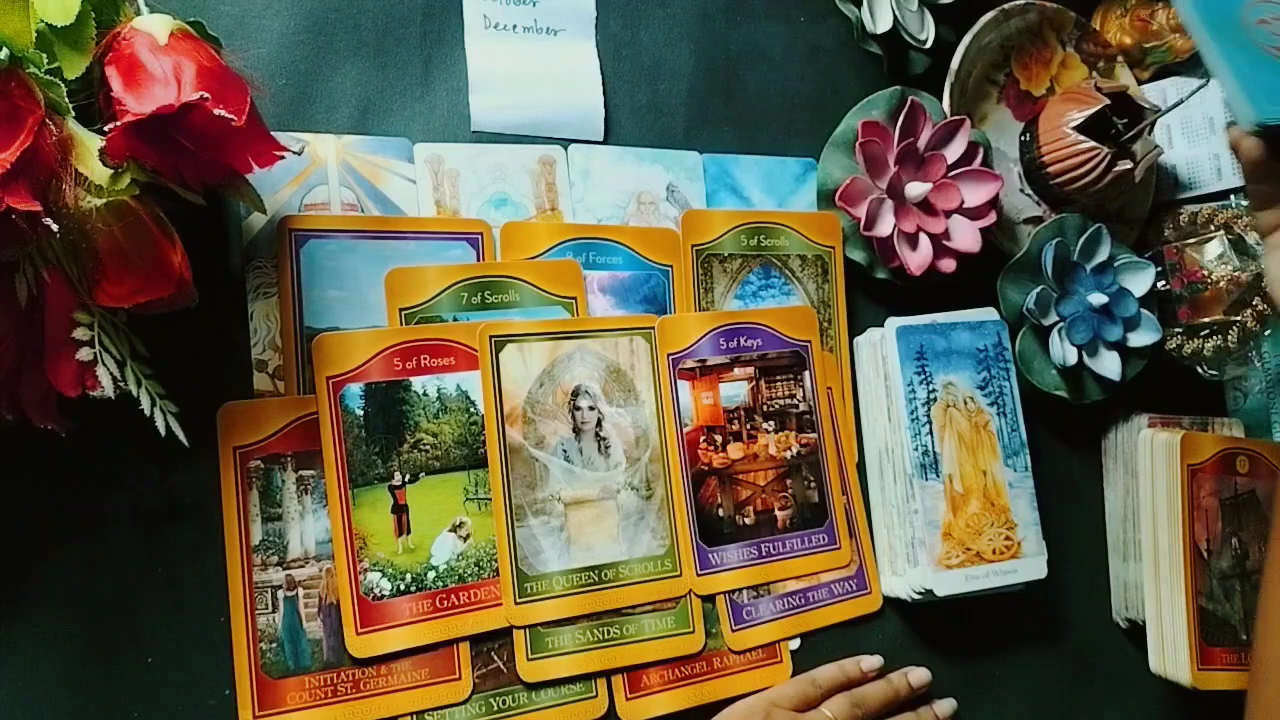 December
8 of Forces
5 of Scrolls
7 of Scrolls
5 of Roses
5 of Keys
THE GARDEN
THE QUEEN OF SCROLLS
WISHES FULFILLED
CLEARING THE WAY
THE SANDS OF TIME
INITIATION & THE
COUNT ST. GERMAINE
SETTING YOUR COURSE
ARCHANGEL RAPHAEL
17